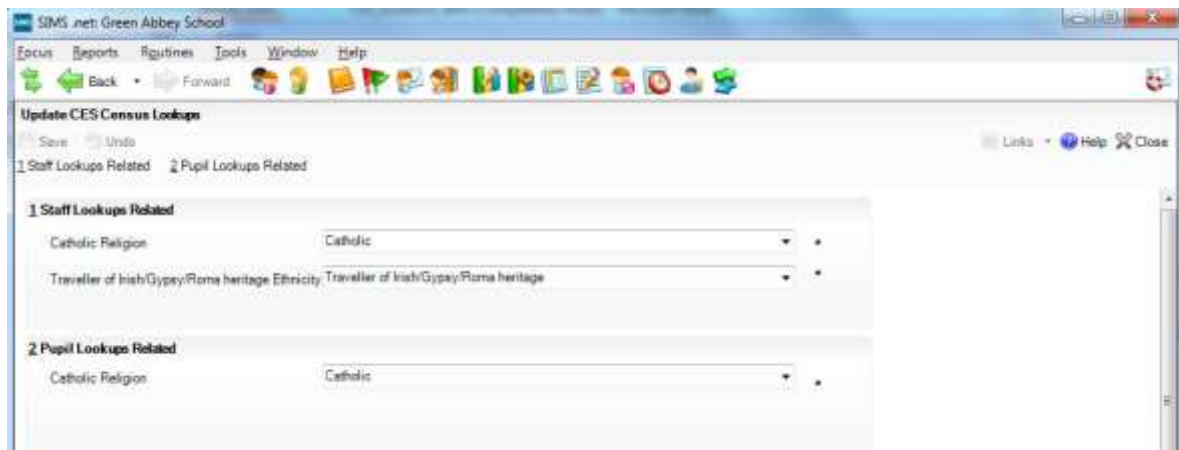 SIMS .net: Green Abbey School
Focus Reports Routines Tools Window Help
Back Forward
Update CES Census Lookups
Save Undo Links Help Close
1 Staff Lookups Related 2 Pupil Lookups Related
1 Staff Lookups Related
Catholic Religion Catholic
Traveller of Irish/Gypsy/Roma heritage Ethnicity Traveller of Irish/Gypsy/Roma heritage
2 Pupil Lookups Related
Catholic Religion Catholic